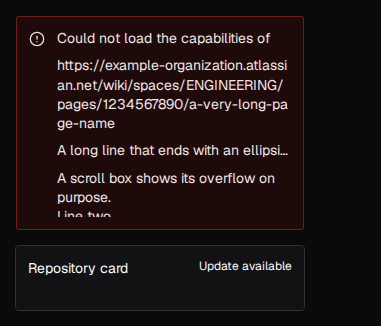 Could not load the capabilities of
https://example-organization.atlassi
an.net/wiki/spaces/ENGINEERING/
pages/1234567890/a-very-long-pa
ge-name
A long line that ends with an ellipsi…
A scroll box shows its overflow on
purpose.
Line two
Repository card
Update available